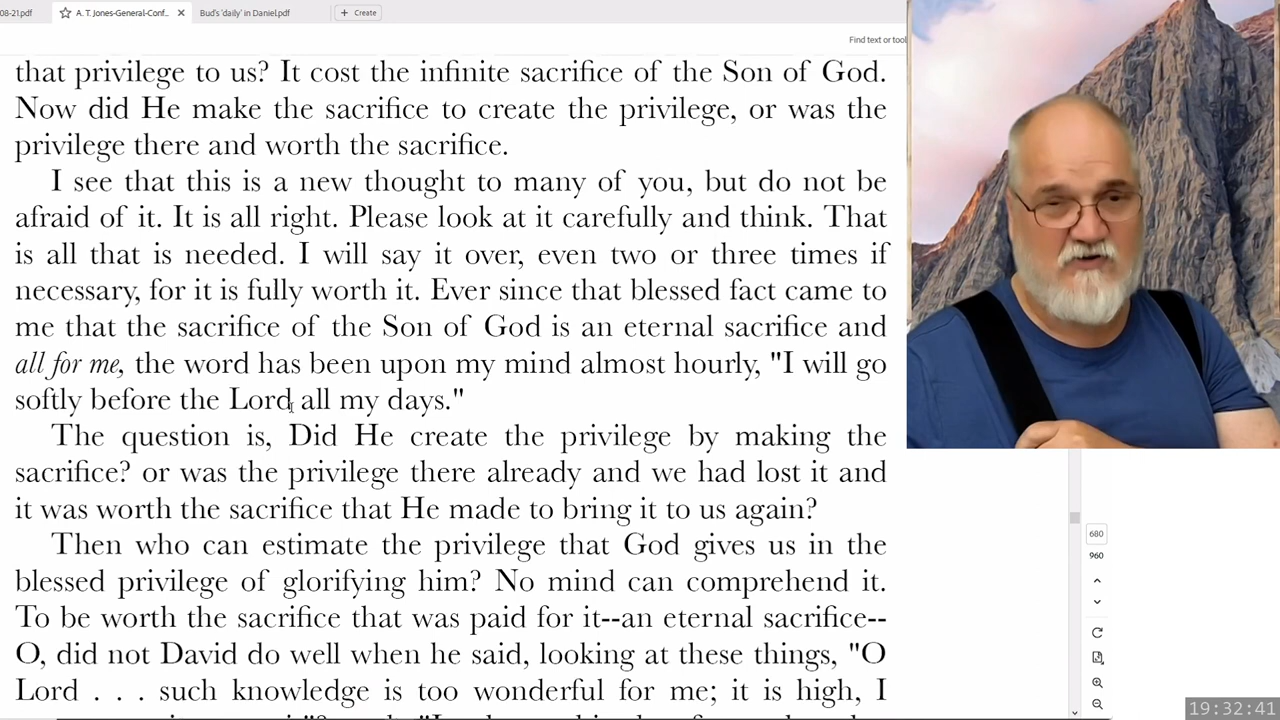 08-21.pdf
A. T. Jones-General-Conf...
Bud's 'daily' in Daniel.pdf
Create
Find text or tool
that privilege to us? It cost the infinite sacrifice of the Son of God.
Now did He make the sacrifice to create the privilege, or was the
privilege there and worth the sacrifice.
I see that this is a new thought to many of you, but do not be
afraid of it. It is all right. Please look at it carefully and think. That
is all that is needed. I will say it over, even two or three times if
necessary, for it is fully worth it. Ever since that blessed fact came to
me that the sacrifice of the Son of God is an eternal sacrifice and
all for me, the word has been upon my mind almost hourly, "I will go
softly before the Lord all my days."
The question is, Did He create the privilege by making the
sacrifice? or was the privilege there already and we had lost it and
it was worth the sacrifice that He made to bring it to us again?
Then who can estimate the privilege that God gives us in the
blessed privilege of glorifying him? No mind can comprehend it.
To be worth the sacrifice that was paid for it--an eternal sacrifice--
O, did not David do well when he said, looking at these things, "O
Lord . . . such knowledge is too wonderful for me; it is high, I
680
960
19:32:41